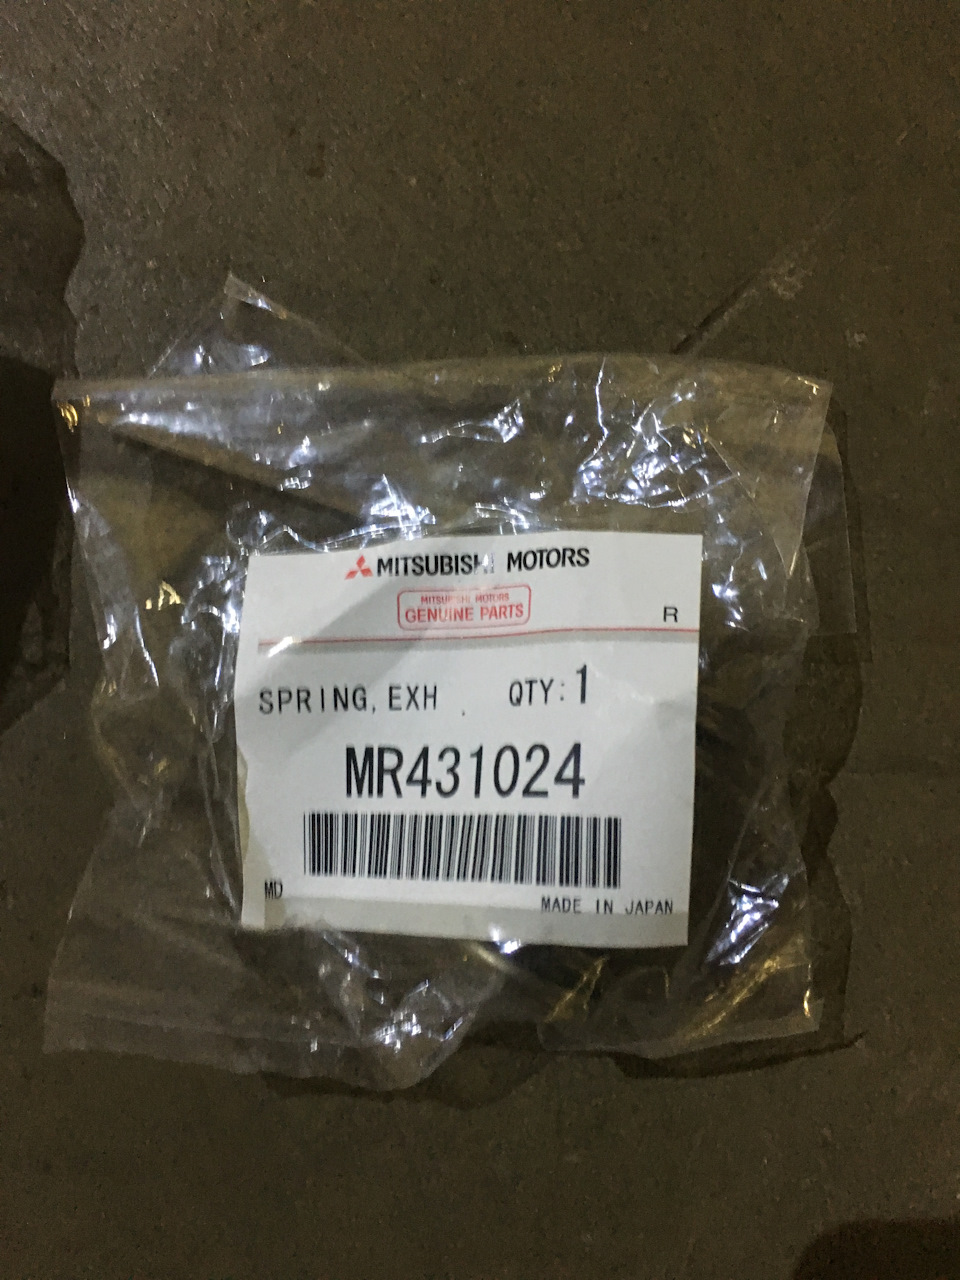 MITSUBISHI MOTORS
MITSUBISHI MOTORS
GENUINE PARTS
R
SPRING, EXH . QTY:1
MR431024
MD
MADE IN JAPAN